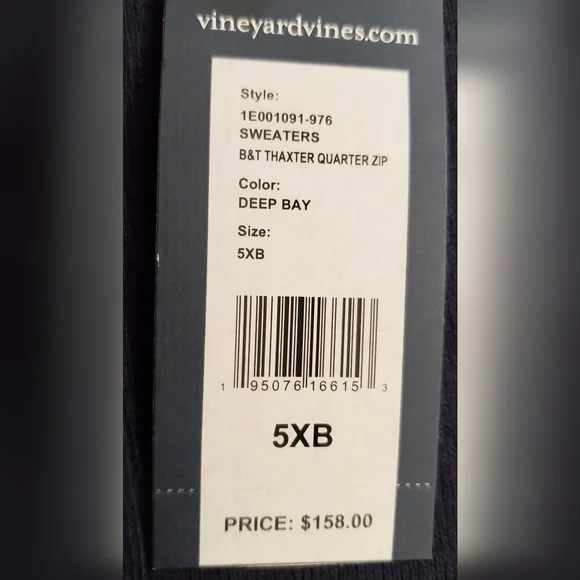 vineyardvines.com
Style:
1E001091-976
SWEATERS
B&T THAXTER QUARTER ZIP
Color:
DEEP BAY
Size:
5XB
1 95076 16615 3
5XB
PRICE: $158.00